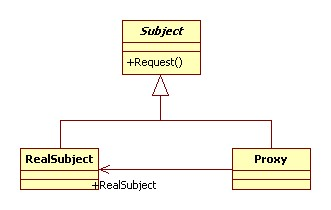 Subject
+Request()
RealSubject
Proxy
+RealSubject